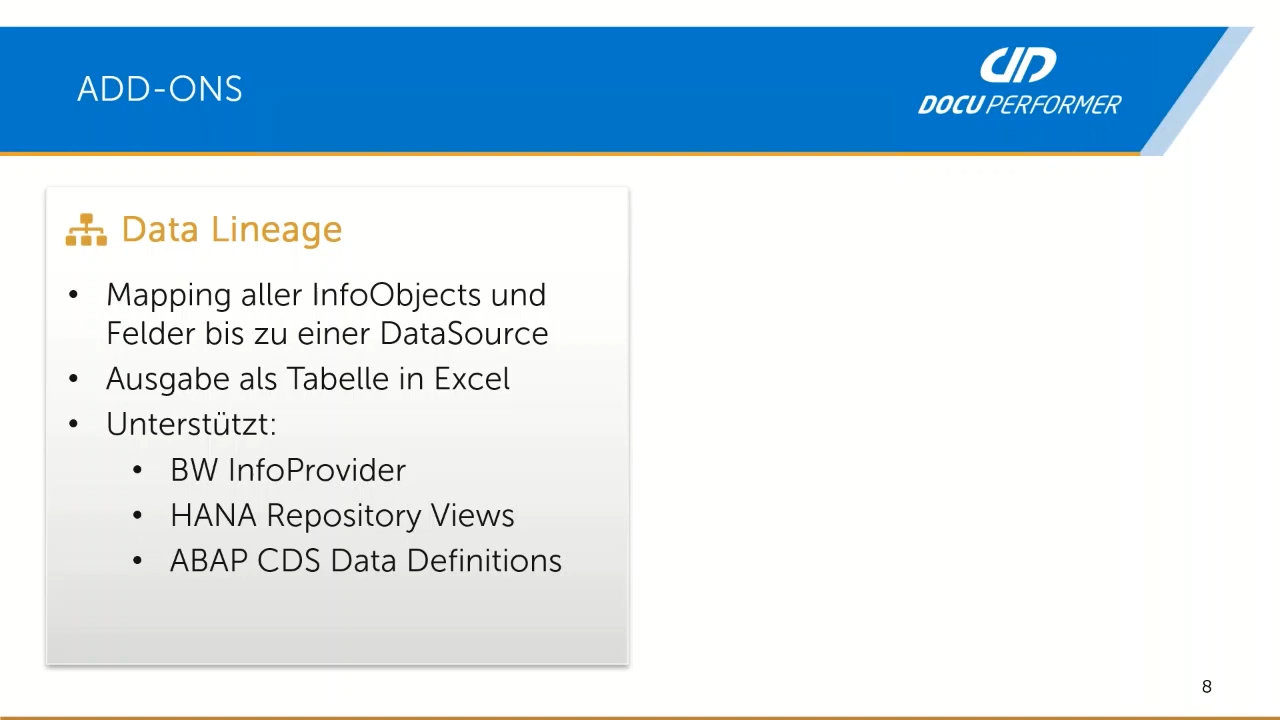 ADD-ONS
DOCU PERFORMER
Data Lineage
• Mapping aller InfoObjects und
Felder bis zu einer DataSource
• Ausgabe als Tabelle in Excel
• Unterstützt:
• BW InfoProvider
• HANA Repository Views
• ABAP CDS Data Definitions
8